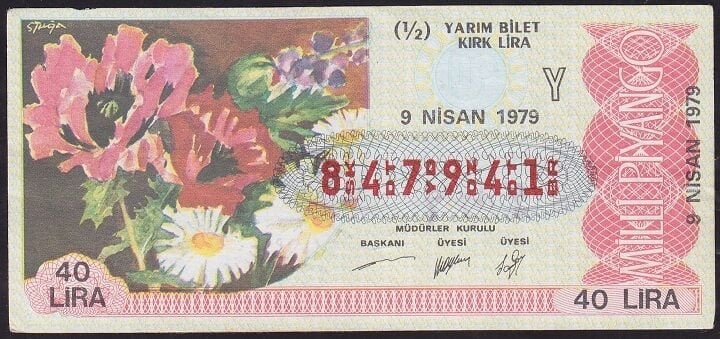 (½) YARIM BİLET
KIRK LİRA
Y
9 NİSAN 1979
847941
MÜDÜRLER KURULU
BAŞKANI ÜYESİ ÜYESİ
40
LİRA
40 LİRA
MİLLİ PİYANGO
9 NİSAN 1979